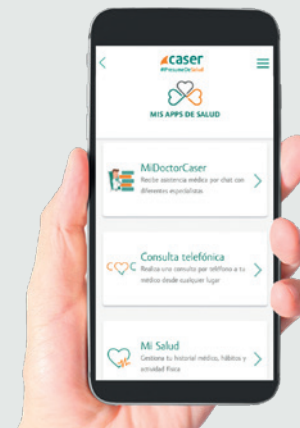 caser
#PresumeDeSalud
MIS APPS DE SALUD
MiDoctorCaser
Recibe asistencia médica por chat con
diferentes especialistas
Consulta telefónica
Realiza una consulta por teléfono a tu
médico desde cualquier lugar
Mi Salud
Gestiona tu historial médico, hábitos y
actividad física